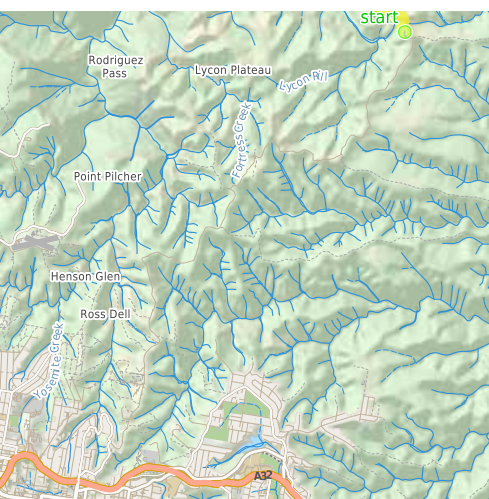 start
Rodriguez
Pass
Lycon Plateau
Lycon Rill
Fortress Creek
Point Pilcher
Henson Glen
Ross Dell
Yosemite Creek
A32